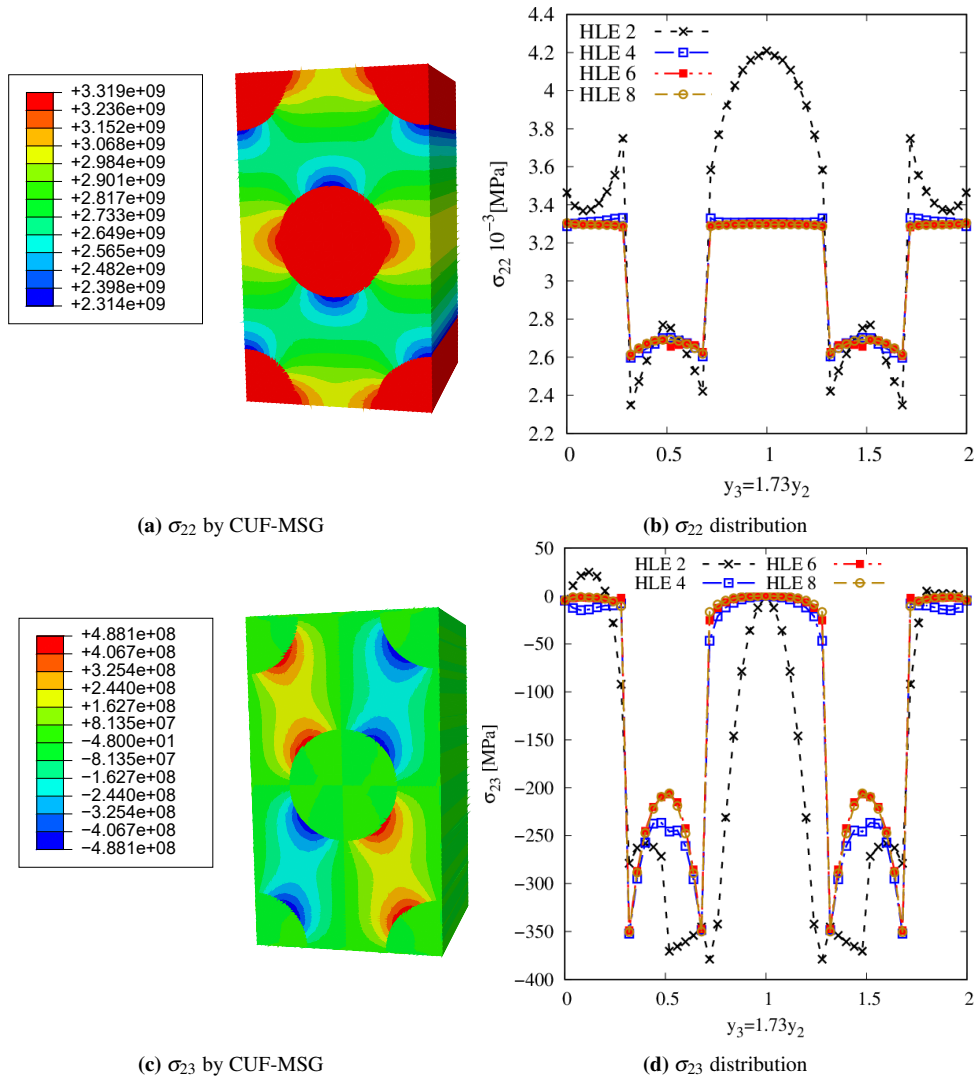 +3.319e+09
+3.236e+09
+3.152e+09
+3.068e+09
+2.984e+09
+2.901e+09
+2.817e+09
+2.733e+09
+2.649e+09
+2.565e+09
+2.482e+09
+2.398e+09
+2.314e+09
4.4
4.2
4
3.8
3.6
3.4
3.2
3
2.8
2.6
2.4
2.2
σ22 10−3 [MPa]
HLE 2
HLE 4
HLE 6
HLE 8
0 0.5 1 1.5 2
y3=1.73y2
(a) σ22 by CUF-MSG
(b) σ22 distribution
+4.881e+08
+4.067e+08
+3.254e+08
+2.440e+08
+1.627e+08
+8.135e+07
−4.800e+01
−8.135e+07
−1.627e+08
−2.440e+08
−3.254e+08
−4.067e+08
−4.881e+08
50
0
−50
−100
−150
−200
−250
−300
−350
−400
σ23 [MPa]
HLE 2 HLE 6
HLE 4 HLE 8
0 0.5 1 1.5 2
y3=1.73y2
(c) σ23 by CUF-MSG
(d) σ23 distribution